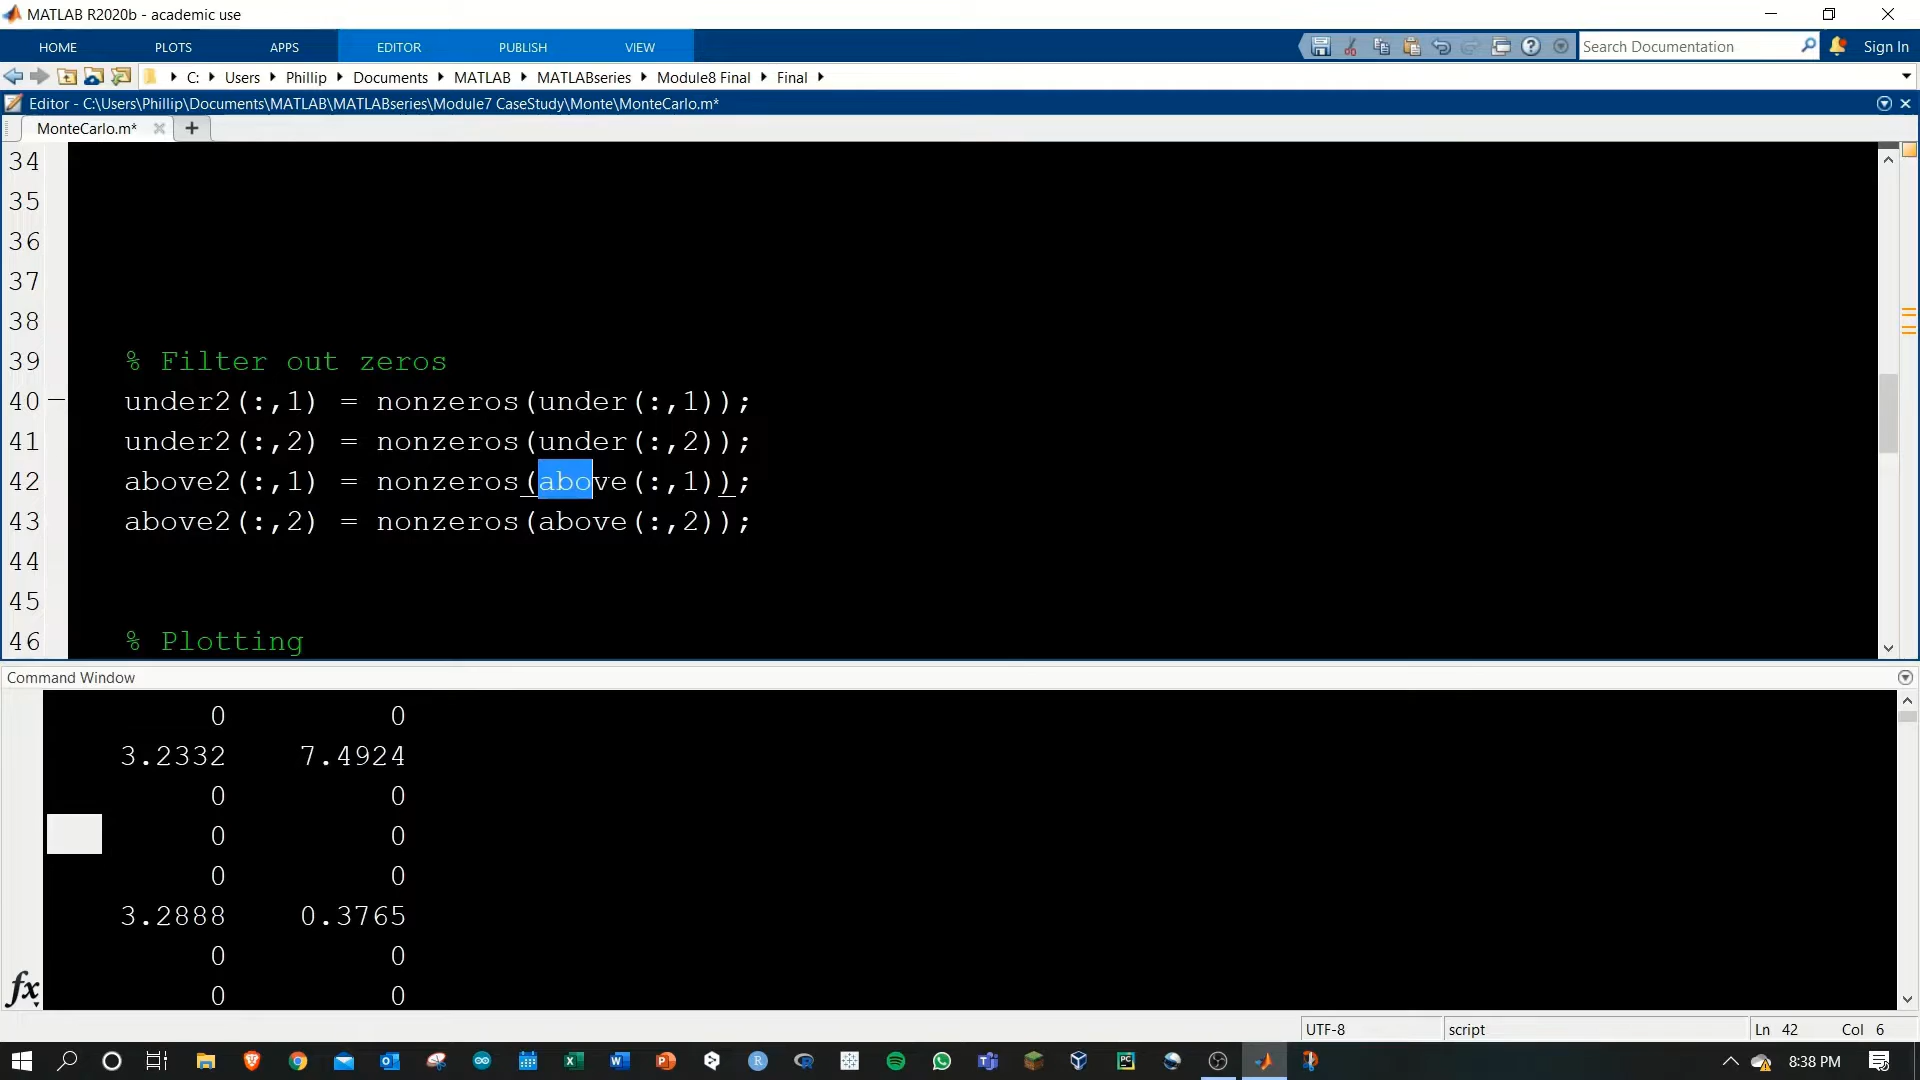 MATLAB R2020b - academic use
HOME PLOTS APPS EDITOR PUBLISH VIEW Search Documentation Sign In
C: Users Phillip Documents MATLAB MATLABseries Module8 Final Final
Editor - C:\Users\Phillip\Documents\MATLAB\MATLABseries\Module7 CaseStudy\Monte\MonteCarlo.m*
MonteCarlo.m* +
34
35
36
37
38
39 % Filter out zeros
40 — under2(:,1) = nonzeros(under(:,1));
41 under2(:,2) = nonzeros(under(:,2));
42 above2(:,1) = nonzeros(above(:,1));
43 above2(:,2) = nonzeros(above(:,2));
44
45
46 % Plotting
Command Window
0 0
3.2332 7.4924
0 0
0 0
0 0
3.2888 0.3765
0 0
fx 0 0
UTF-8 script Ln 42 Col 6
8:38 PM